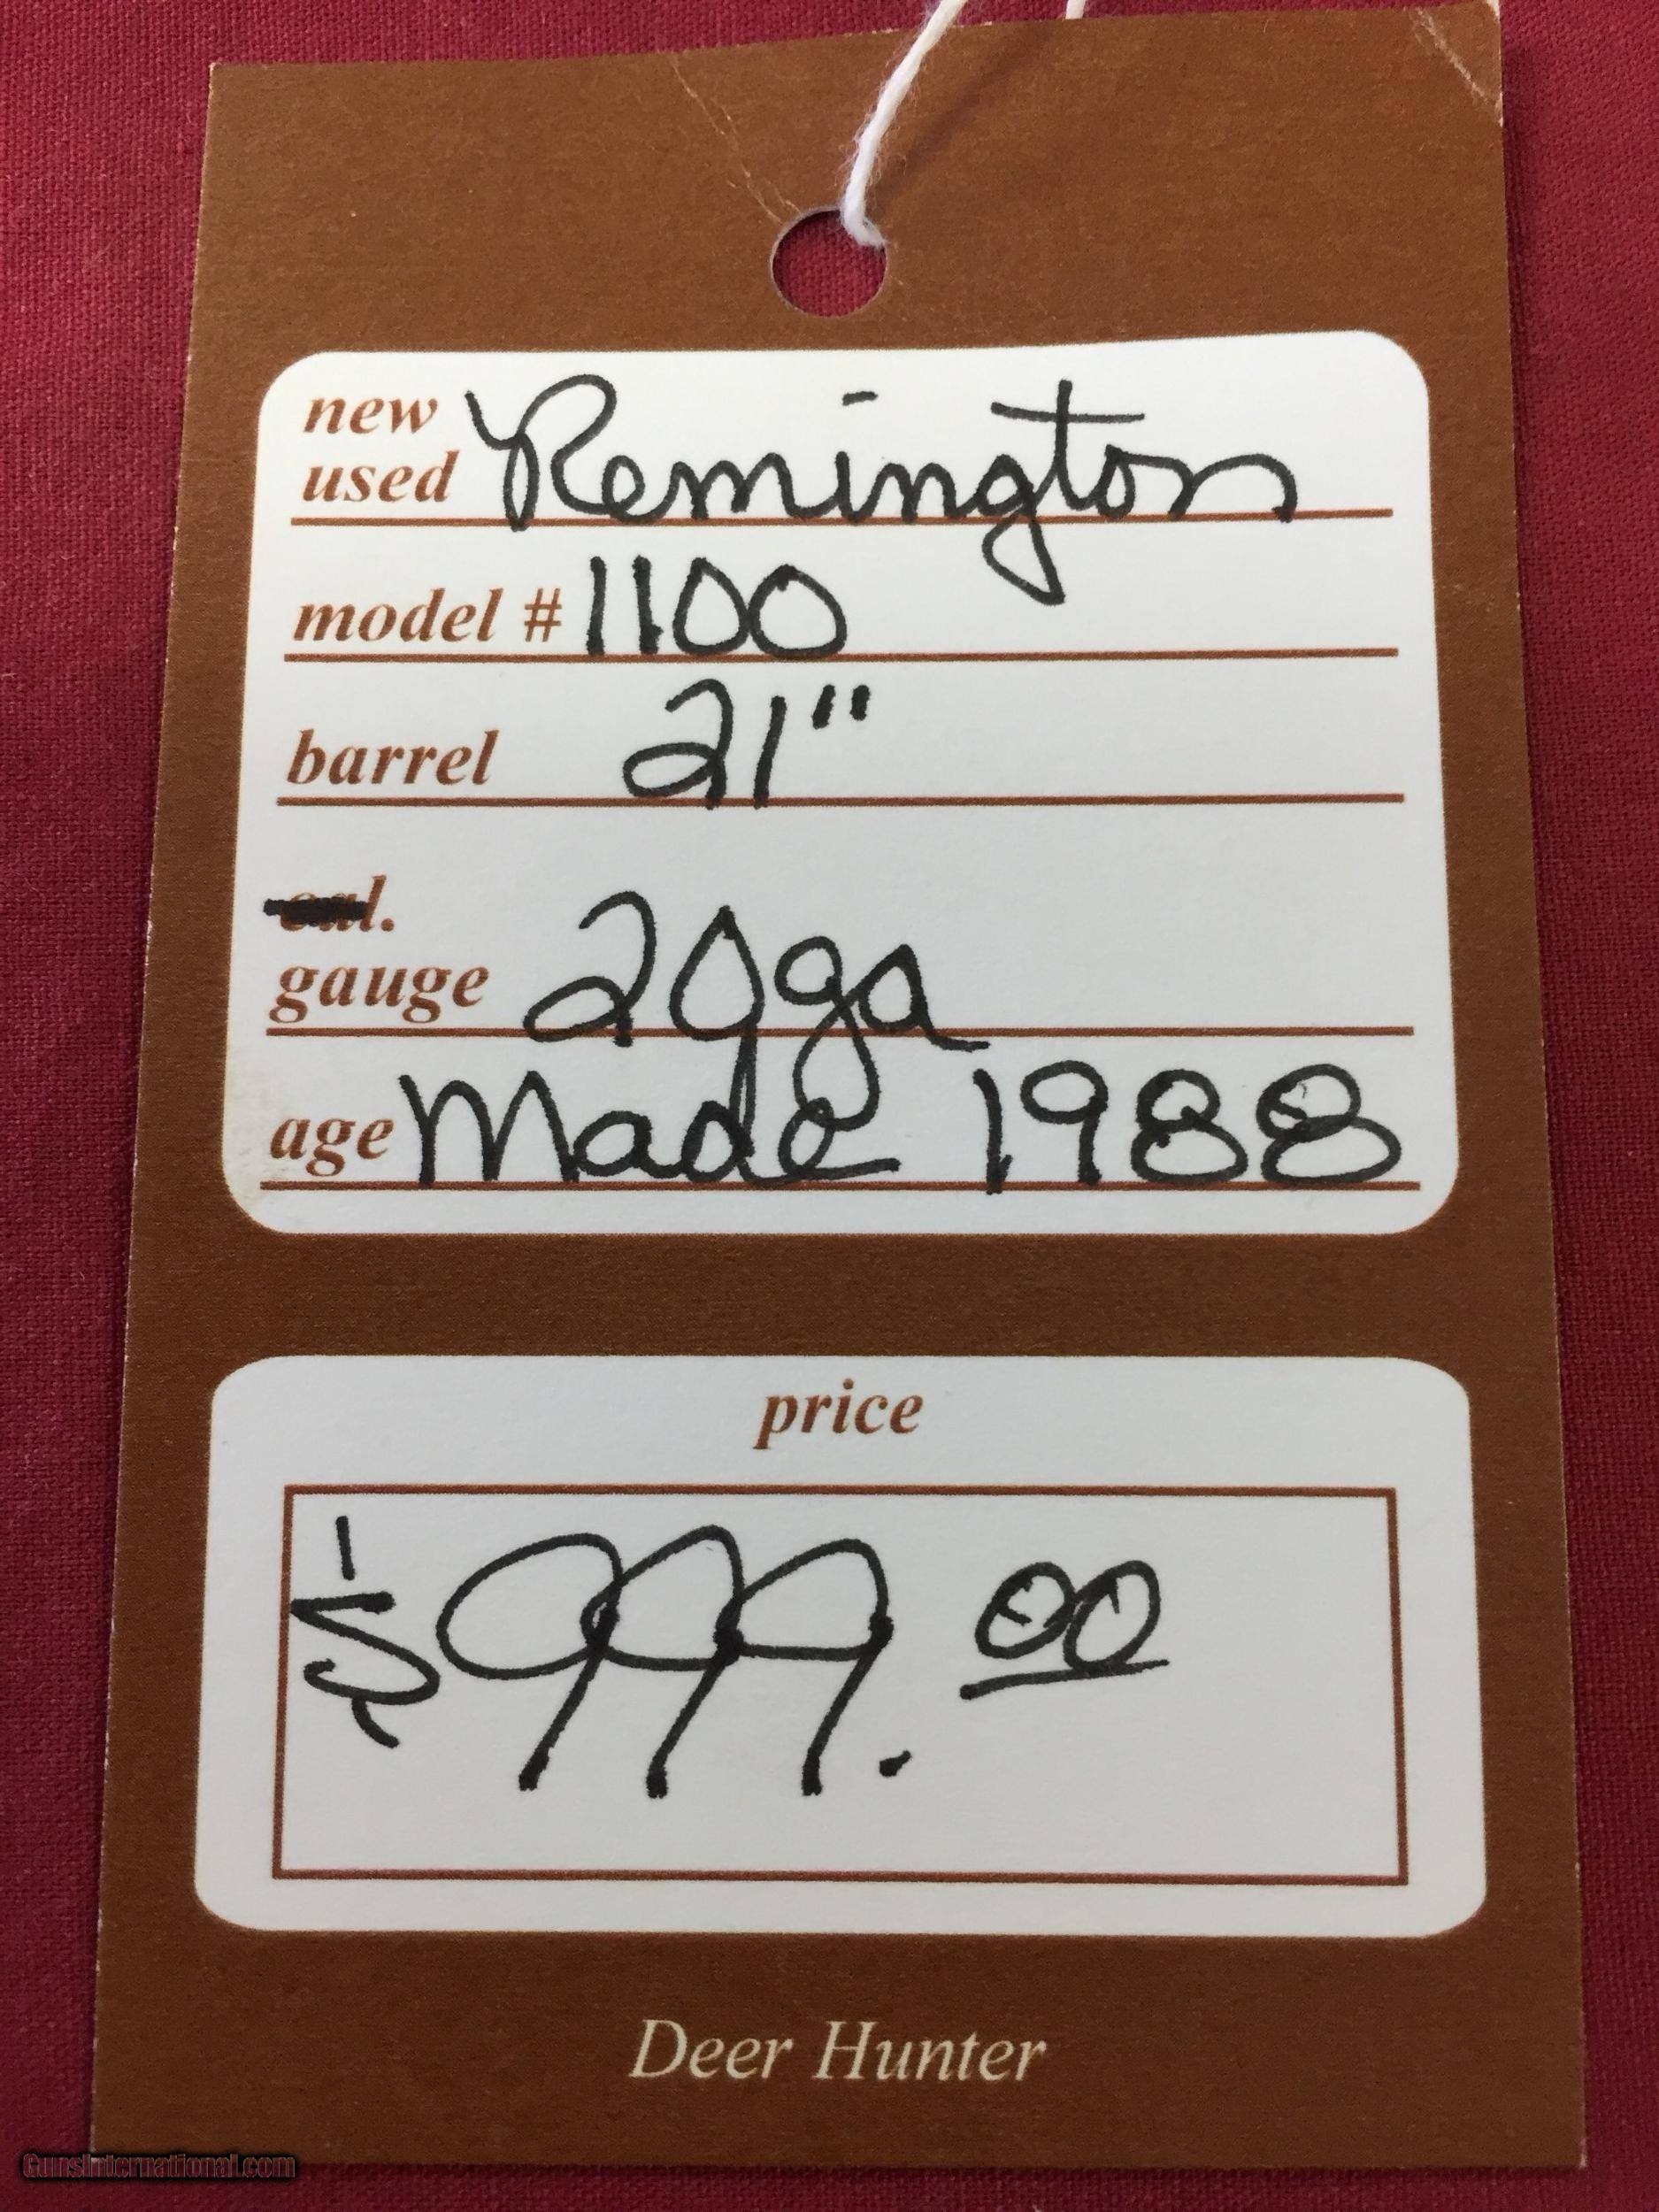 new
used Remington
model # 1100
barrel 21"
cal.
gauge 20ga
age Made 1988
price
$999.00
Deer Hunter
GunsInternational.com